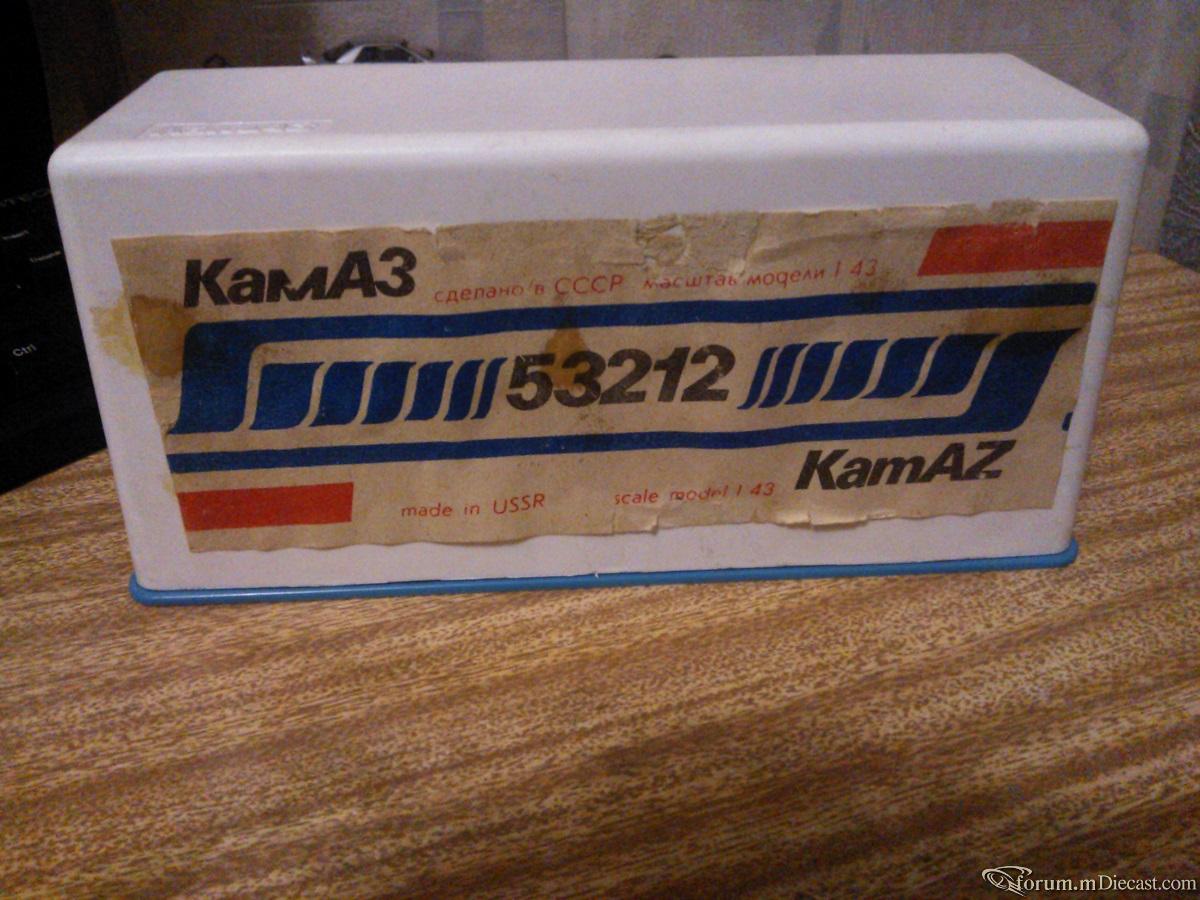 КамАЗ
сделано в СССР масштаб модели 1 43
53212
KamAZ
made in USSR scale model 1 43
Ctrl
forum.mDiecast.com